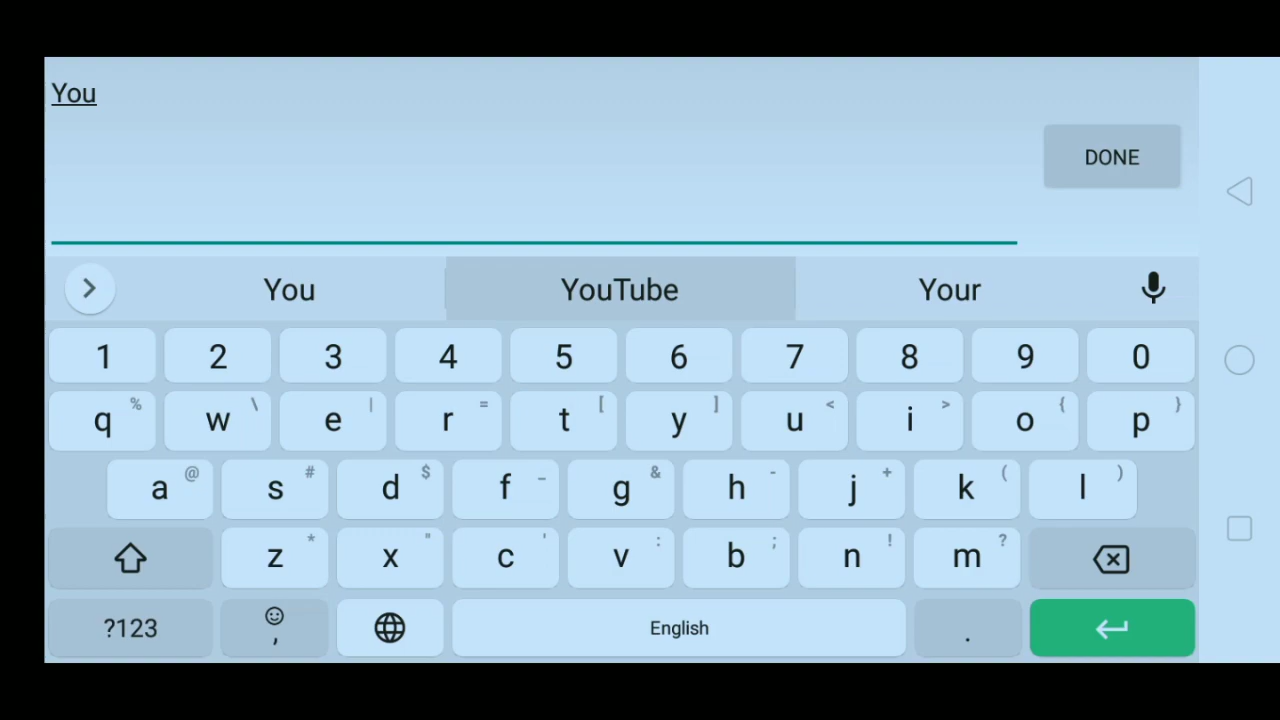 You
DONE
You YouTube Your
1 2 3 4 5 6 7 8 9 0
q % w \ e | r = t [ y ] u < i > o { p }
a @ s # d $ f _ g & h - j + k ( l )
z * x " c ' v : b ; n ! m ?
?123 , English .